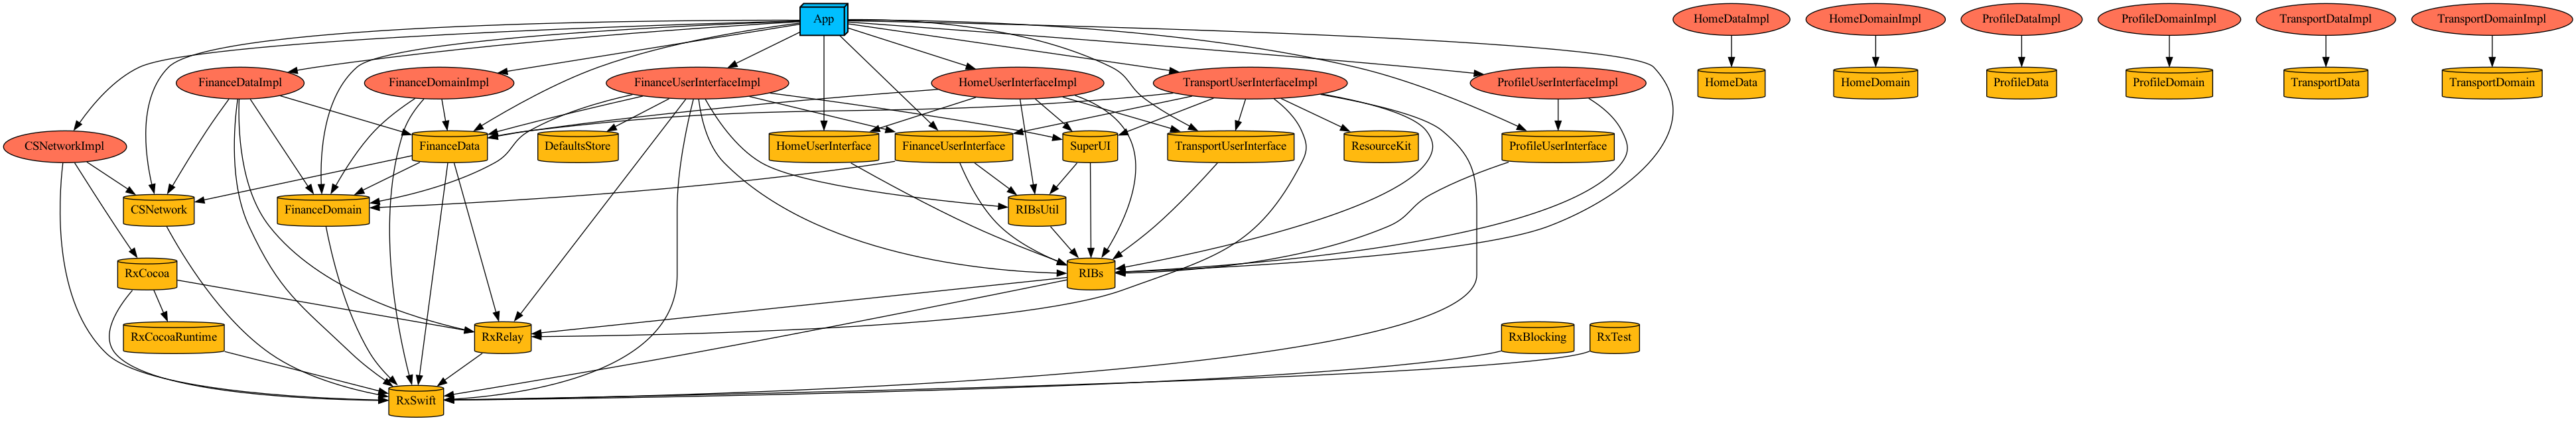 App
HomeDataImpl
HomeDomainImpl
ProfileDataImpl
ProfileDomainImpl
TransportDataImpl
TransportDomainImpl
FinanceDataImpl
FinanceDomainImpl
FinanceUserInterfaceImpl
HomeUserInterfaceImpl
TransportUserInterfaceImpl
ProfileUserInterfaceImpl
HomeData
HomeDomain
ProfileData
ProfileDomain
TransportData
TransportDomain
CSNetworkImpl
FinanceData
DefaultsStore
HomeUserInterface
FinanceUserInterface
SuperUI
TransportUserInterface
ResourceKit
ProfileUserInterface
CSNetwork
FinanceDomain
RIBsUtil
RxCocoa
RIBs
RxCocoaRuntime
RxRelay
RxBlocking
RxTest
RxSwift